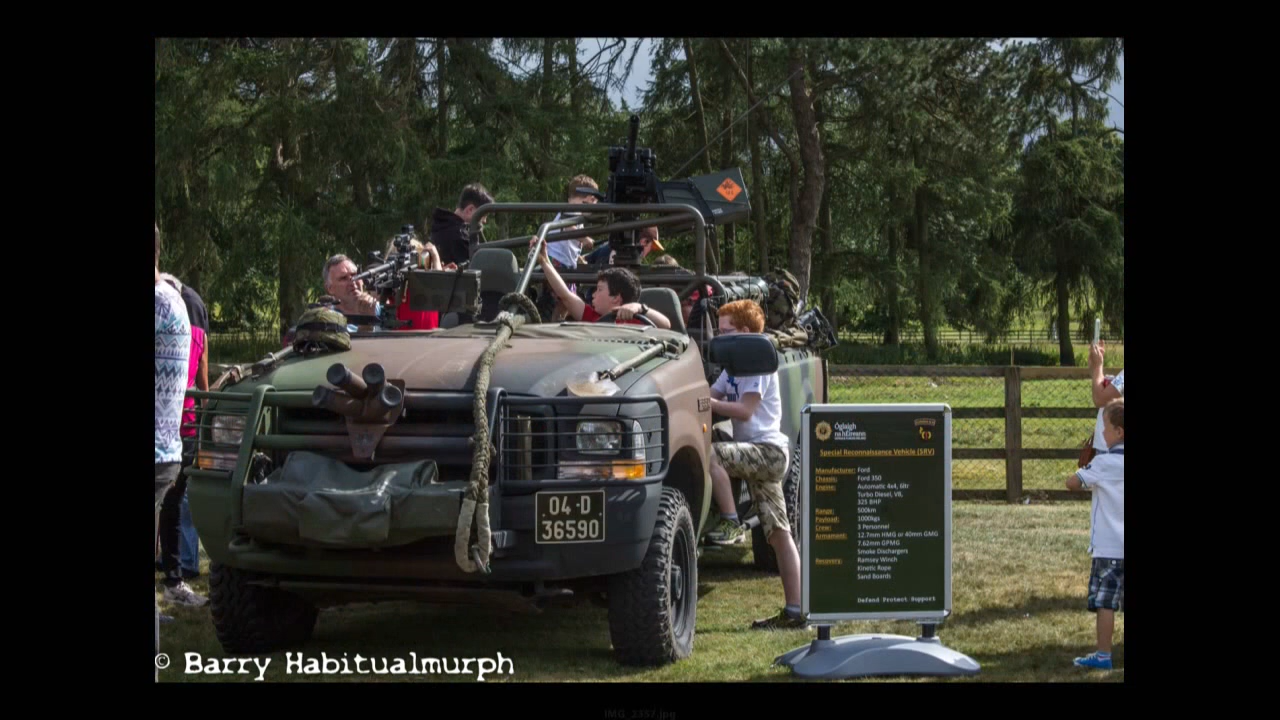 04-D
36590
Óglaigh
na hÉireann
Special Reconnaissance Vehicle (SRV)
Manufacturer: Ford
Chassis: Ford 350
Engine: Automatic 4x4, 6ltr
Turbo Diesel, V8,
325 BHP
Range: 500km
Payload: 1000kgs
Crew: 3 Personnel
Armament: 12.7mm HMG or 40mm GMG
7.62mm GPMG
Smoke Dischargers
Recovery: Ramsey Winch
Kinetic Rope
Sand Boards
Defend Protect Support
© Barry Habitualmurph